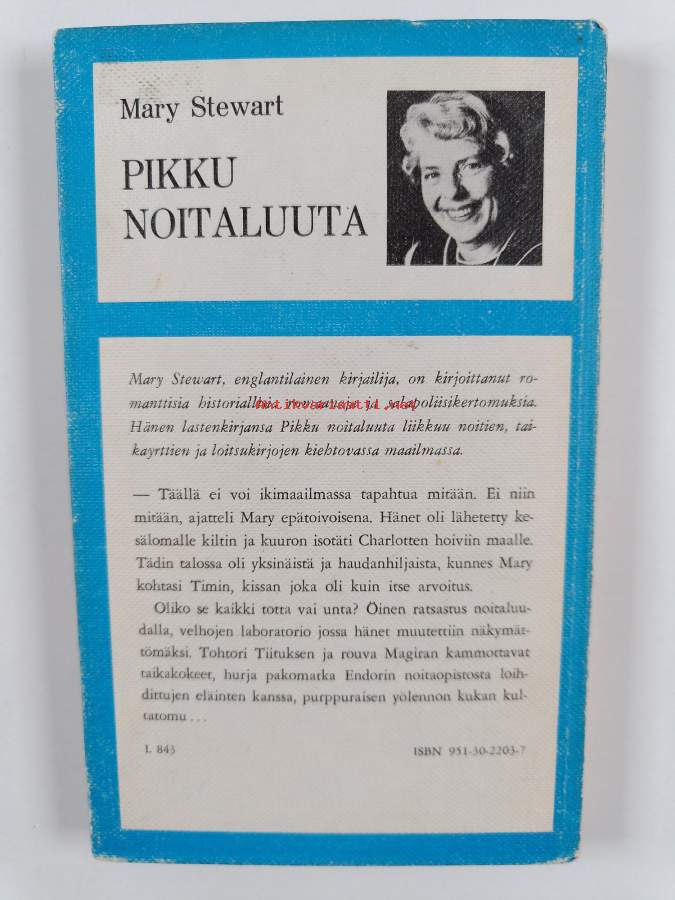 Mary Stewart
PIKKU
NOITALUUTA
Mary Stewart, englantilainen kirjailija, on kirjoittanut ro-
manttisia historiallisia romaaneja ja salapoliisikertomuksia.
Antikvariaatti.net
Hänen lastenkirjansa Pikku noitaluuta liikkuu noitien, tai-
kayrttien ja loitsukirjojen kiehtovassa maailmassa.
— Täällä ei voi ikimaailmassa tapahtua mitään. Ei niin
mitään, ajatteli Mary epätoivoisena. Hänet oli lähetetty ke-
sälomalle kiltin ja kuuron isotäti Charlotten hoiviin maalle.
Tädin talossa oli yksinäistä ja haudanhiljaista, kunnes Mary
kohtasi Timin, kissan joka oli kuin itse arvoitus.
Oliko se kaikki totta vai unta? Öinen ratsastus noitaluu-
dalla, velhojen laboratorio jossa hänet muutettiin näkymät-
tömäksi. Tohtori Tiituksen ja rouva Magiran kammottavat
taikakokeet, hurja pakomatka Endorin noitaopistosta loih-
dittujen eläinten kanssa, purppuraisen yölennon kukan kul-
tatomu ...
L 843
ISBN 951-30-2203-7